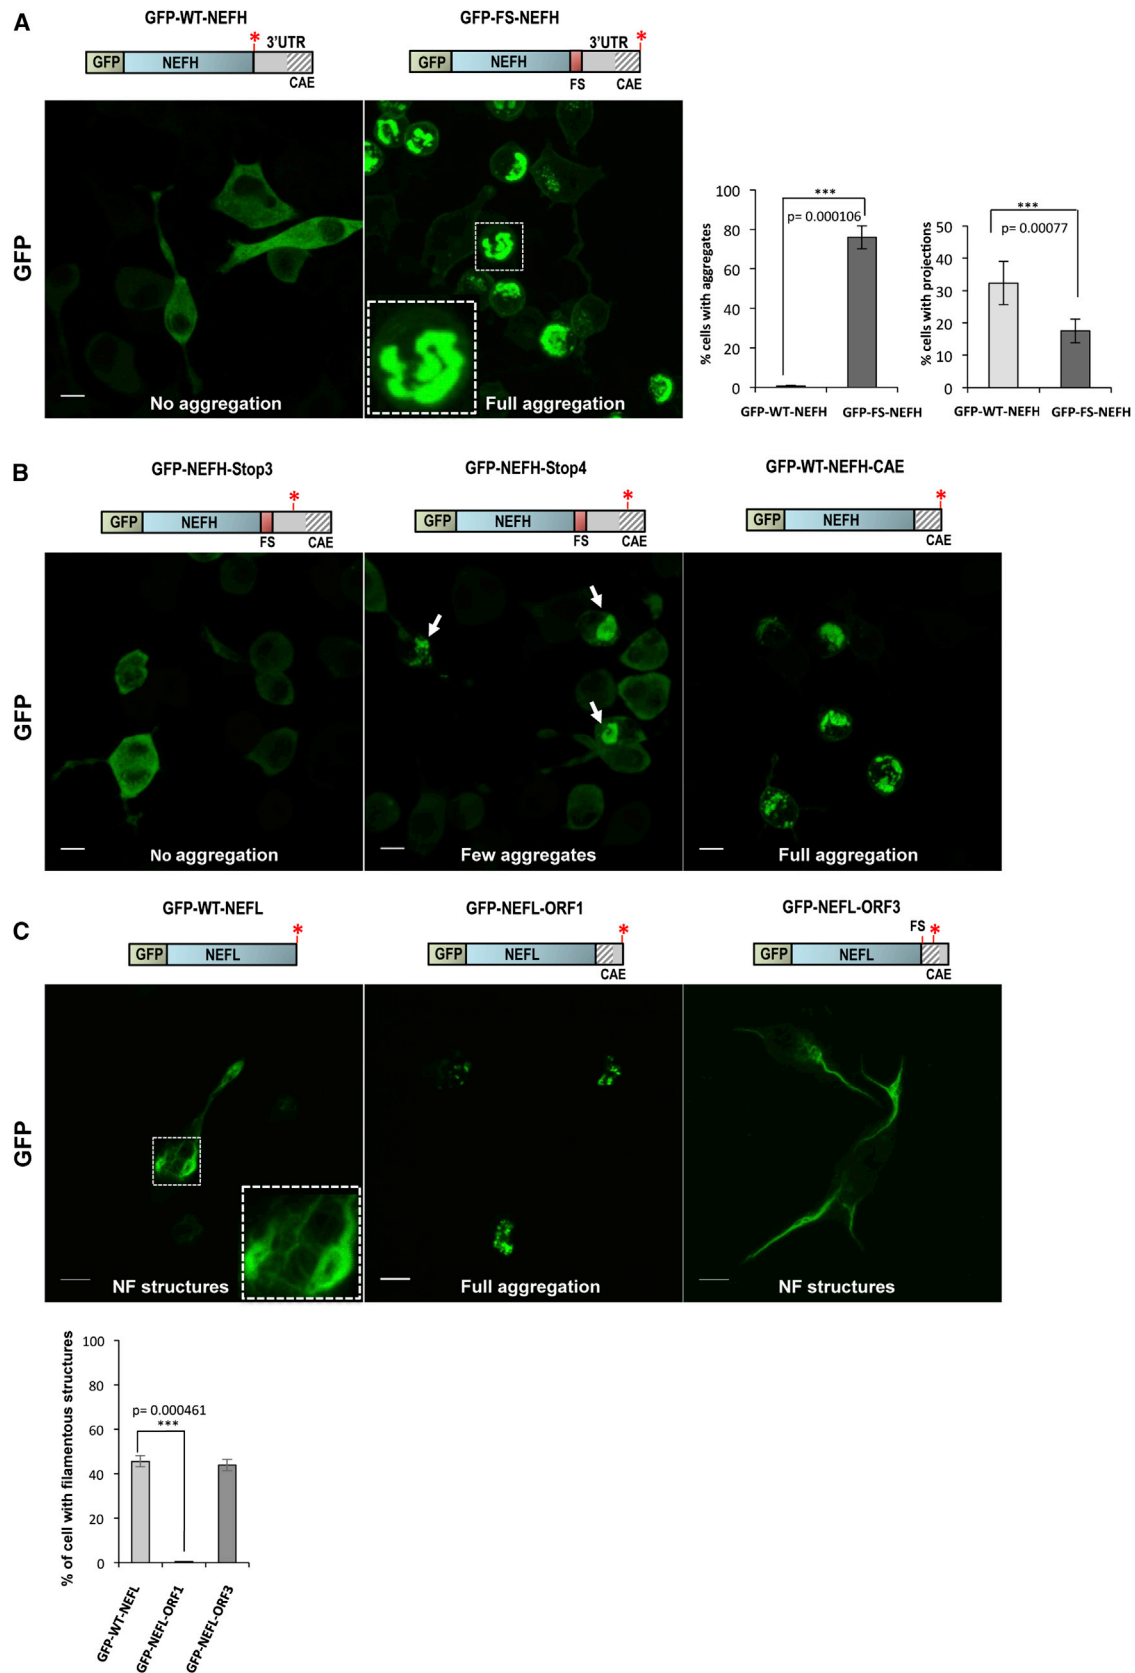 A
GFP-WT-NEFH
GFP-FS-NEFH
* 3'UTR
GFP NEFH
CAE
3'UTR *
GFP NEFH
FS CAE
GFP
No aggregation
Full aggregation
% cells with aggregates
100
80
60
40
20
0
***
p= 0.000106
GFP-WT-NEFH GFP-FS-NEFH
% cells with projections
50
40
30
20
10
0
***
p= 0.00077
GFP-WT-NEFH GFP-FS-NEFH
B
GFP-NEFH-Stop3
GFP-NEFH-Stop4
GFP-WT-NEFH-CAE
*
GFP NEFH
FS CAE
*
GFP NEFH
FS CAE
*
GFP NEFH
CAE
GFP
No aggregation
Few aggregates
Full aggregation
C
GFP-WT-NEFL
GFP-NEFL-ORF1
GFP-NEFL-ORF3
*
GFP NEFL
*
GFP NEFL
CAE
FS *
GFP NEFL
CAE
GFP
NF structures
Full aggregation
NF structures
% of cell with filamentous structures
100
80
60
40
20
0
p= 0.000461
***
GFP-WT-NEFL
GFP-NEFL-ORF1
GFP-NEFL-ORF3